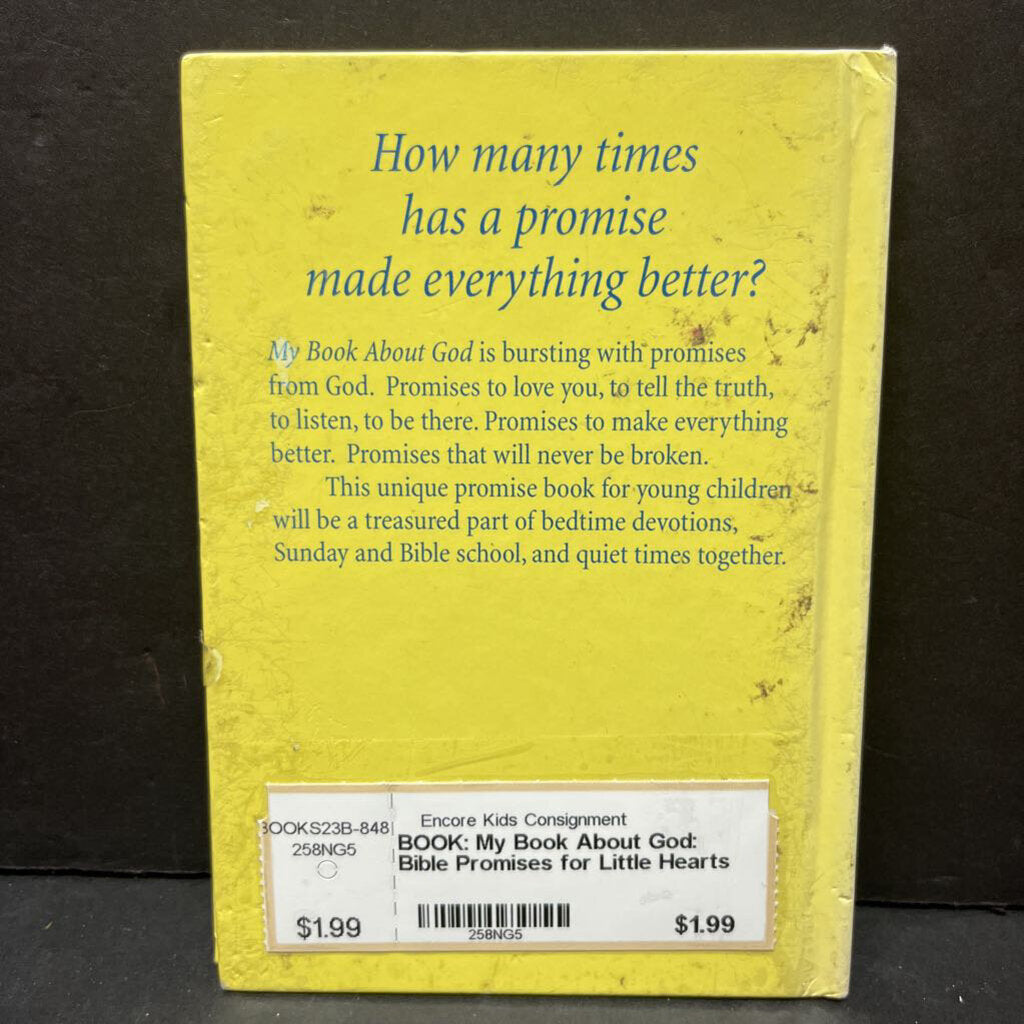 How many times
has a promise
made everything better?
My Book About God is bursting with promises
from God. Promises to love you, to tell the truth,
to listen, to be there. Promises to make everything
better. Promises that will never be broken.
This unique promise book for young children
will be a treasured part of bedtime devotions,
Sunday and Bible school, and quiet times together.
BOOKS23B-848
258NG5
$1.99
Encore Kids Consignment
BOOK: My Book About God:
Bible Promises for Little Hearts
258NG5
$1.99